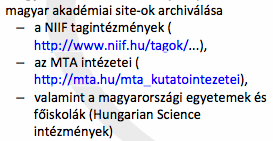 magyar akadémiai site-ok archiválása
– a NIIF tagintézmények (
http://www.niif.hu/tagok/...),
– az MTA intézetei (
http://mta.hu/mta_kutatointezetei),
– valamint a magyarországi egyetemek és
főiskolák (Hungarian Science
intézmények)